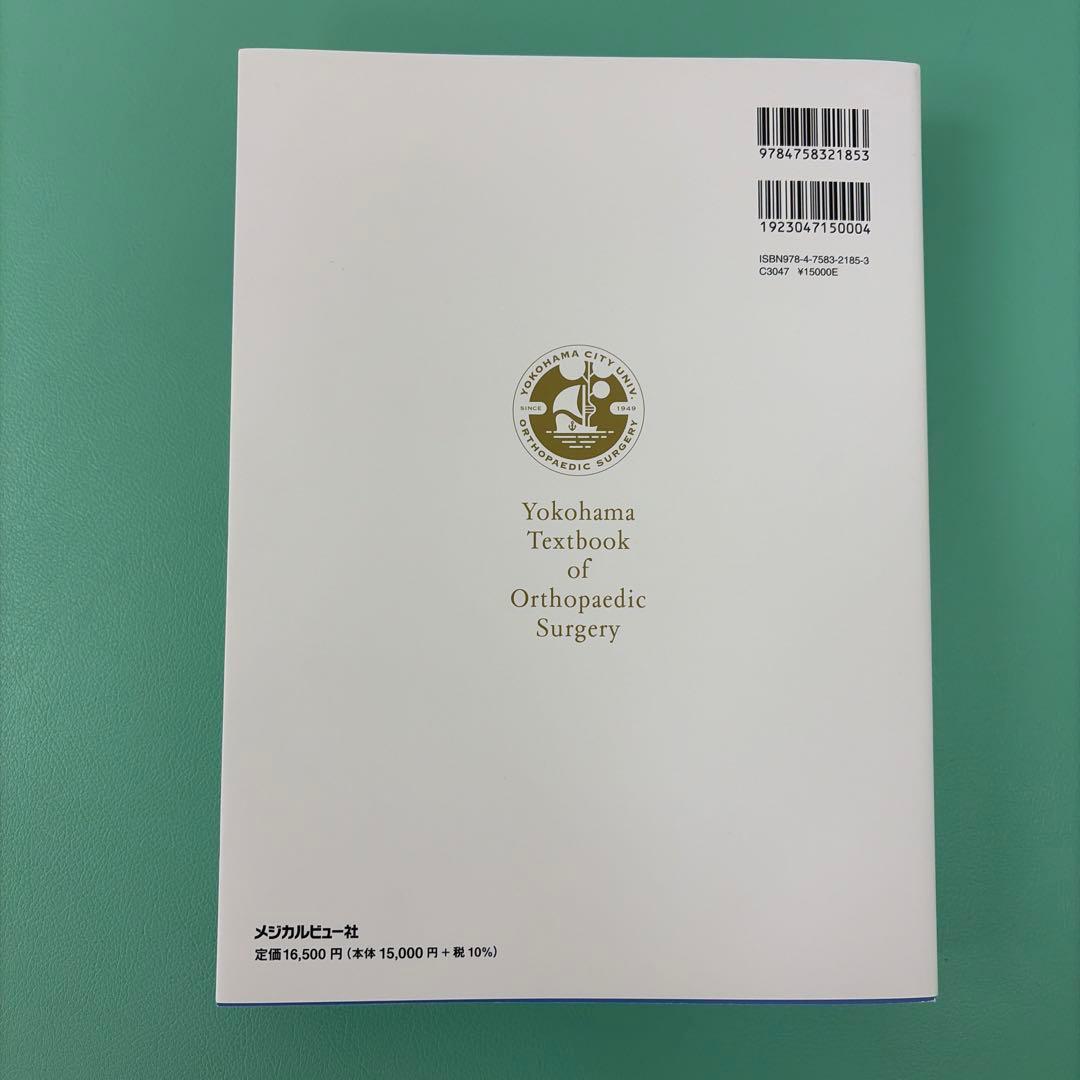 9784758321853
1923047150004
ISBN978-4-7583-2185-3
C3047 ¥15000E
YOKOHAMA CITY UNIV.
SINCE 1949
ORTHOPAEDIC SURGERY
Yokohama
Textbook
of
Orthopaedic
Surgery
メジカルビュー社
定価16,500円(本体15,000円+税10%)